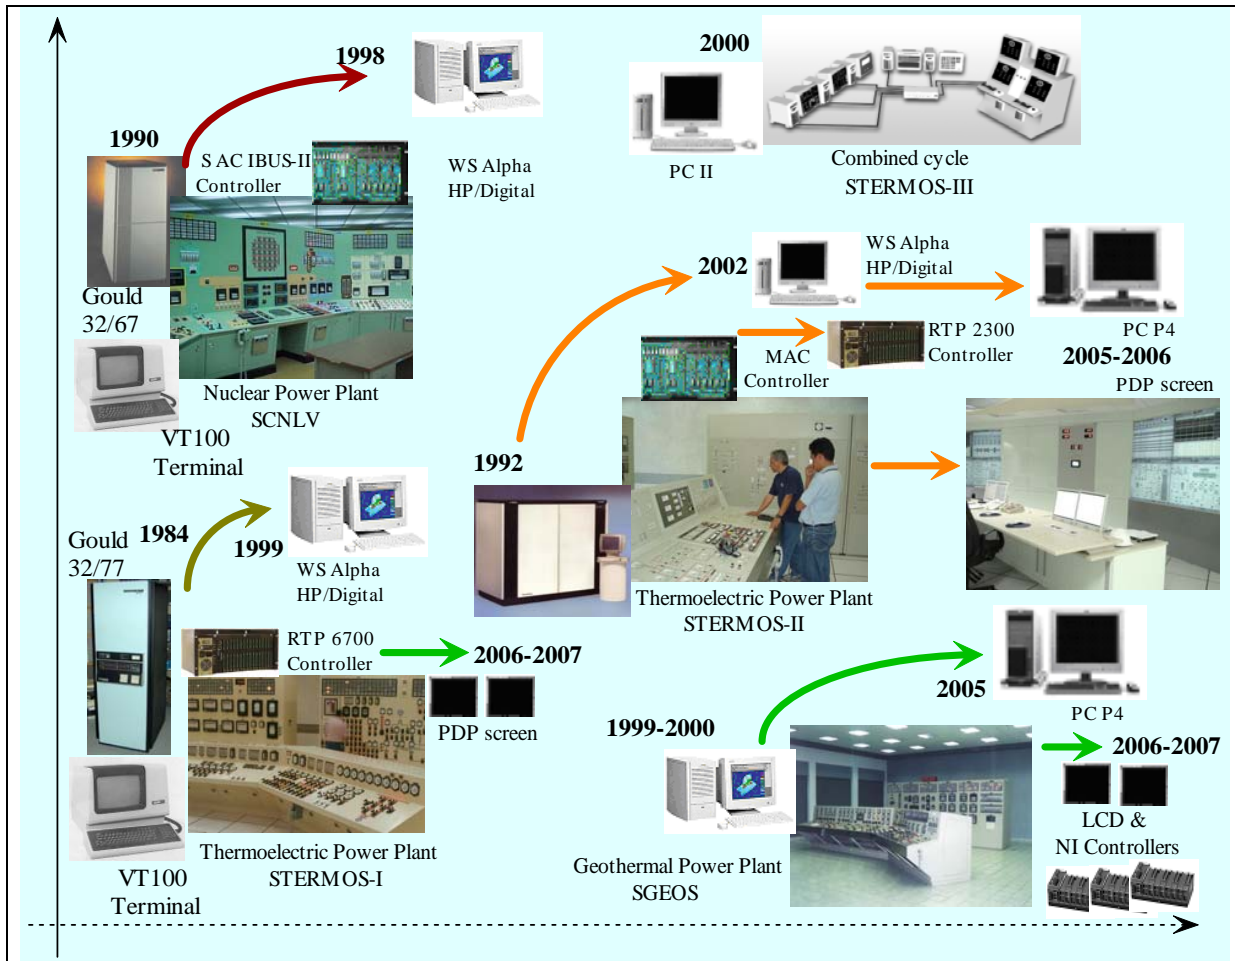 1998
2000
1990
S AC IBUS-II
Controller
WS Alpha
HP/Digital
PC II
Combined cycle
STERMOS-III
Gould
32/67
Nuclear Power Plant
SCNLV
VT100
Terminal
2002
WS Alpha
HP/Digital
PC P4
2005-2006
MAC
Controller
RTP 2300
Controller
PDP screen
1992
Thermoelectric Power Plant
STERMOS-II
Gould
32/77
1984
1999
WS Alpha
HP/Digital
RTP 6700
Controller
2006-2007
PDP screen
Thermoelectric Power Plant
STERMOS-I
VT100
Terminal
1999-2000
2005
PC P4
2006-2007
LCD &
NI Controllers
Geothermal Power Plant
SGEOS